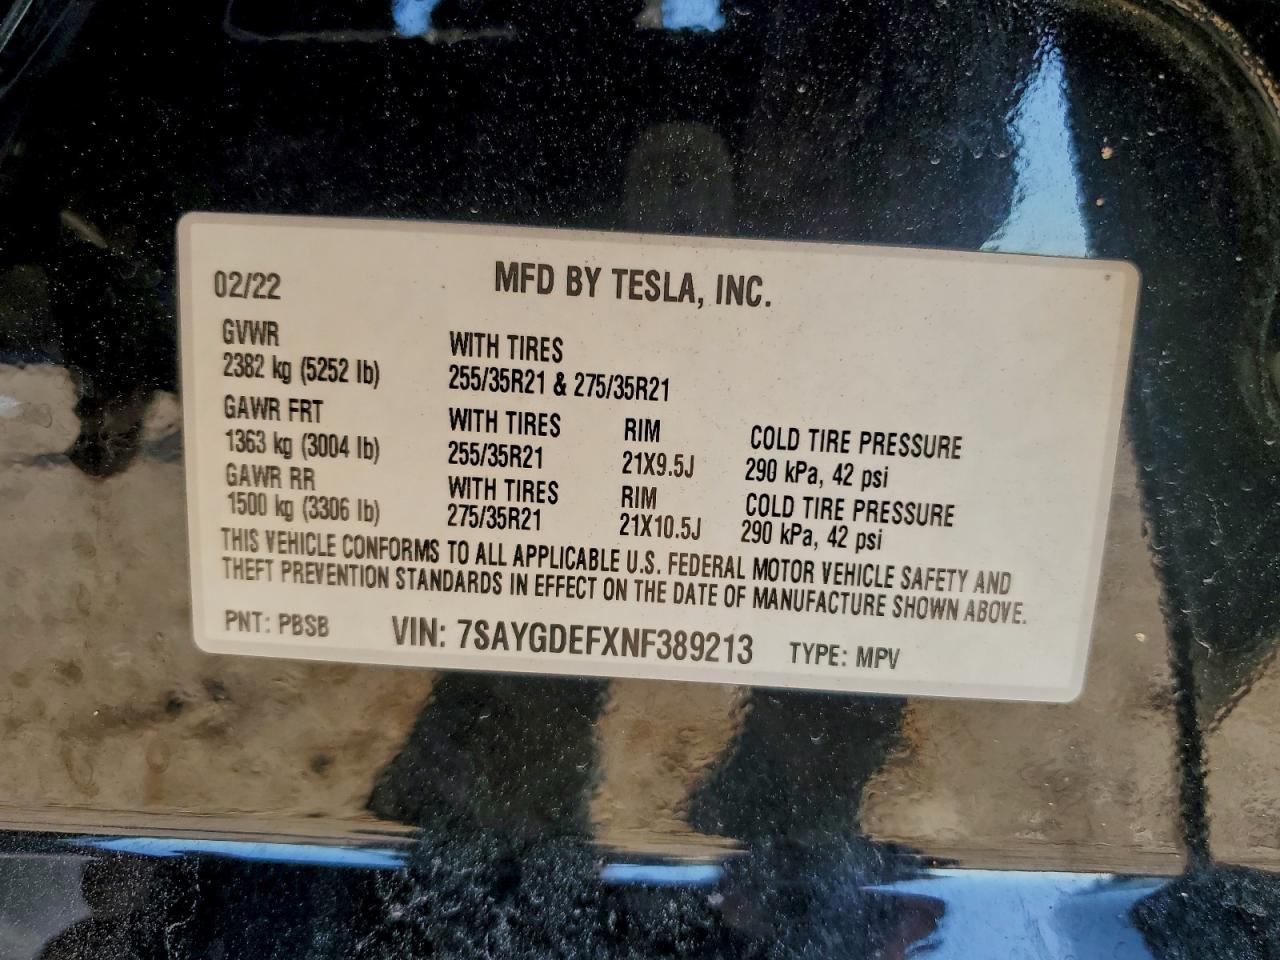 02/22 MFD BY TESLA, INC.
GVWR WITH TIRES
2382 kg (5252 lb) 255/35R21 & 275/35R21
GAWR FRT WITH TIRES RIM COLD TIRE PRESSURE
1363 kg (3004 lb) 255/35R21 21X9.5J 290 kPa, 42 psi
GAWR RR WITH TIRES RIM COLD TIRE PRESSURE
1500 kg (3306 lb) 275/35R21 21X10.5J 290 kPa, 42 psi
THIS VEHICLE CONFORMS TO ALL APPLICABLE U.S. FEDERAL MOTOR VEHICLE SAFETY AND
THEFT PREVENTION STANDARDS IN EFFECT ON THE DATE OF MANUFACTURE SHOWN ABOVE.
PNT: PBSB VIN: 7SAYGDEFXNF389213 TYPE: MPV